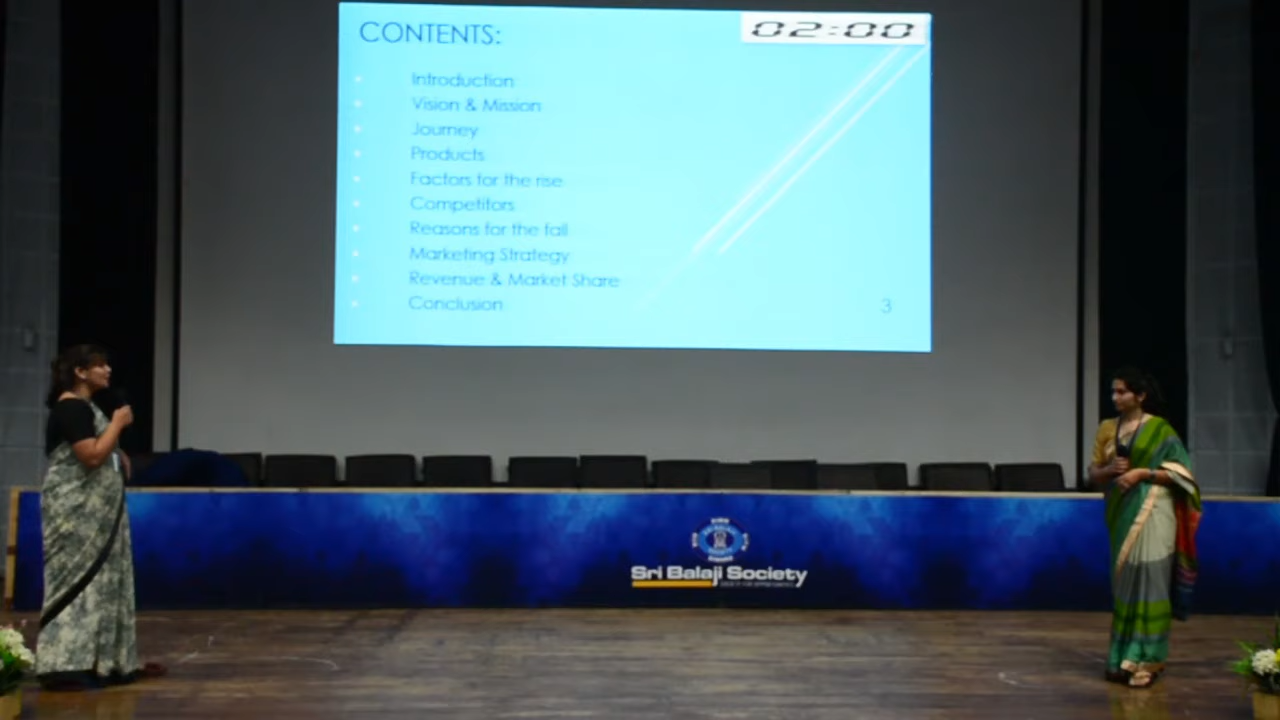 CONTENTS:
02:00
Introduction
Vision & Mission
Journey
Products
Factors for the rise
Competitors
Reasons for the fall
Marketing Strategy
Revenue & Market Share
Conclusion
3
Sri Balaji Society